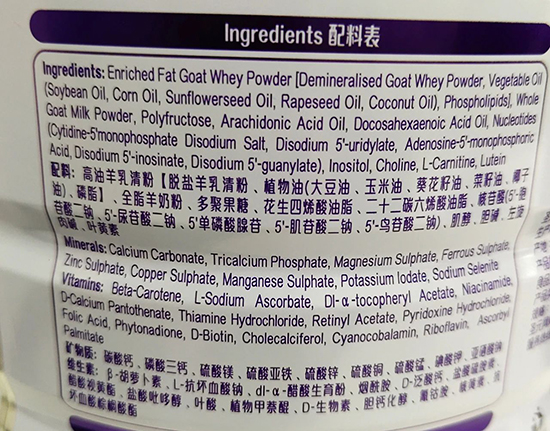 Ingredients 配料表
Ingredients: Enriched Fat Goat Whey Powder [Demineralised Goat Whey Powder, Vegetable Oil
(Soybean Oil, Corn Oil, Sunflowerseed Oil, Rapeseed Oil, Coconut Oil), Phospholipids], Whole
Goat Milk Powder, Polyfructose, Arachidonic Acid Oil, Docosahexaenoic Acid Oil, Nucleotides
(Cytidine-5'monophosphate Disodium Salt, Disodium 5'-uridylate, Adenosine-5'-monophosphoric
Acid, Disodium 5'-inosinate, Disodium 5'-guanylate), Inositol, Choline, L-Carnitine, Lutein
配料：高油羊乳清粉【脱盐羊乳清粉、植物油(大豆油、玉米油、葵花籽油、菜籽油、椰子
油)、磷脂】、全脂羊奶粉、多聚果糖、花生四烯酸油脂、二十二碳六烯酸油脂、核苷酸(5'-胞
苷酸二钠、5'-尿苷酸二钠、5'单磷酸腺苷、5'-肌苷酸二钠、5'-鸟苷酸二钠)、肌醇、胆碱、左旋
肉碱、叶黄素
Minerals: Calcium Carbonate, Tricalcium Phosphate, Magnesium Sulphate, Ferrous Sulphate,
Zinc Sulphate, Copper Sulphate, Manganese Sulphate, Potassium Iodate, Sodium Selenite
Vitamins: Beta-Carotene, L-Sodium Ascorbate, Dl-α-tocopheryl Acetate, Niacinamide,
D-Calcium Pantothenate, Thiamine Hydrochloride, Retinyl Acetate, Pyridoxine Hydrochloride,
Folic Acid, Phytonadione, D-Biotin, Cholecalciferol, Cyanocobalamin, Riboflavin, Ascorbyl
Palmitate
矿物质：碳酸钙、磷酸三钙、硫酸镁、硫酸亚铁、硫酸锌、硫酸铜、硫酸锰、碘酸钾、亚硒酸钠
维生素：β-胡萝卜素、L-抗坏血酸钠、dl-α-醋酸生育酚、烟酰胺、D-泛酸钙、盐酸硫胺素、
醋酸视黄酯、盐酸吡哆醇、叶酸、植物甲萘醌、D-生物素、胆钙化醇、氰钴胺、核黄素、抗
坏血酸棕榈酸酯